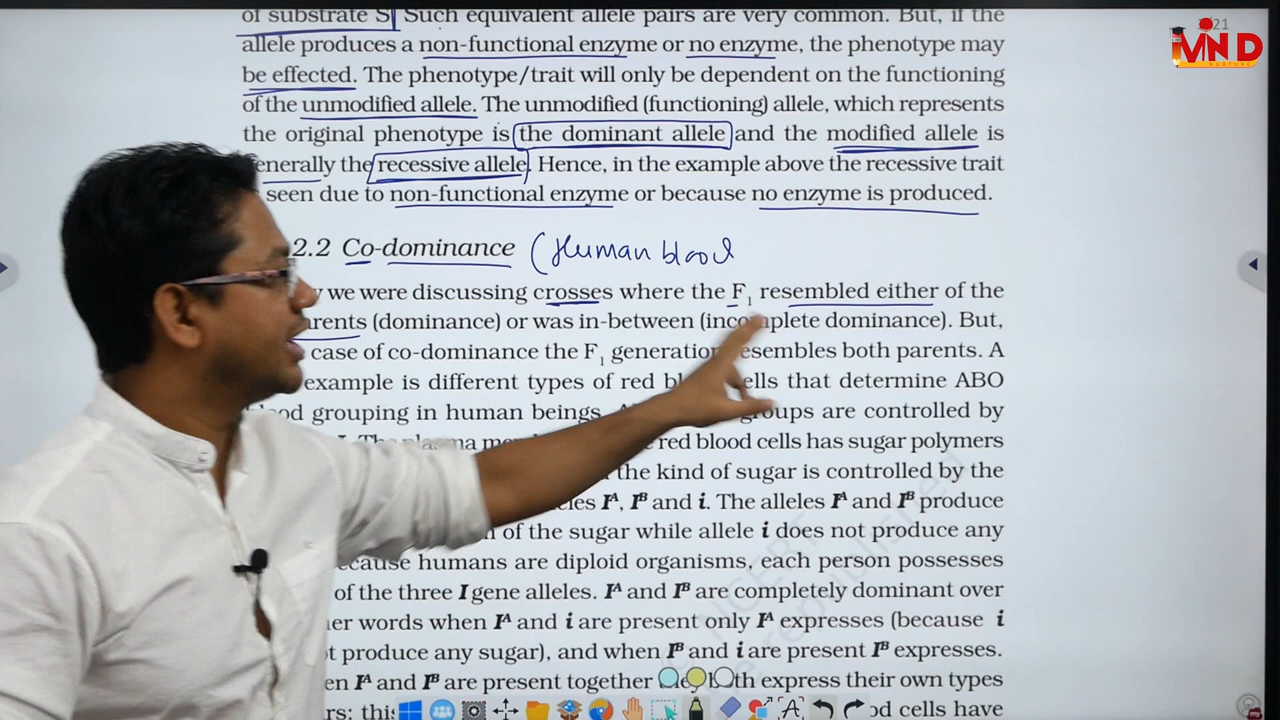 of substrate S. Such equivalent allele pairs are very common. But, if the
21
MIND
allele produces a non-functional enzyme or no enzyme, the phenotype may
be effected. The phenotype/trait will only be dependent on the functioning
of the unmodified allele. The unmodified (functioning) allele, which represents
the original phenotype is the dominant allele and the modified allele is
enerally the recessive allele. Hence, in the example above the recessive trait
seen due to non-functional enzyme or because no enzyme is produced.
2.2 Co-dominance (Human blood
we were discussing crosses where the F1 resembled either of the
arents (dominance) or was in-between (incomplete dominance). But,
case of co-dominance the F1 generation resembles both parents. A
example is different types of red bl ells that determine ABO
ood grouping in human beings. groups are controlled by
I. The plasma me red blood cells has sugar polymers
the kind of sugar is controlled by the
les Iᴬ, Iᴮ and i. The alleles Iᴬ and Iᴮ produce
of the sugar while allele i does not produce any
ecause humans are diploid organisms, each person possesses
of the three I gene alleles. Iᴬ and Iᴮ are completely dominant over
er words when Iᴬ and i are present only Iᴬ expresses (because i
t produce any sugar), and when Iᴮ and i are present Iᴮ expresses.
en Iᴬ and Iᴮ are present together they both express their own types
rs: this od cells have